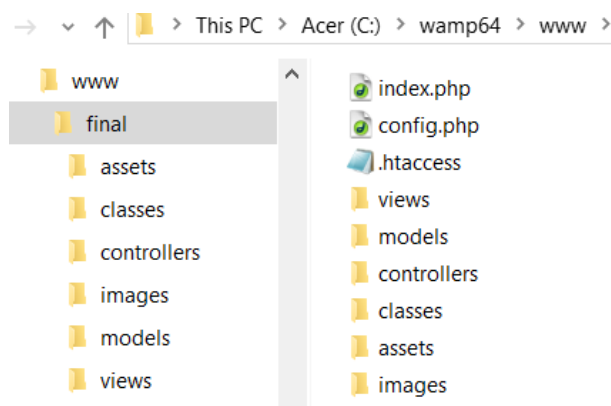 This PC > Acer (C:) > wamp64 > www >
www
final
assets
classes
controllers
images
models
views
index.php
config.php
.htaccess
views
models
controllers
classes
assets
images